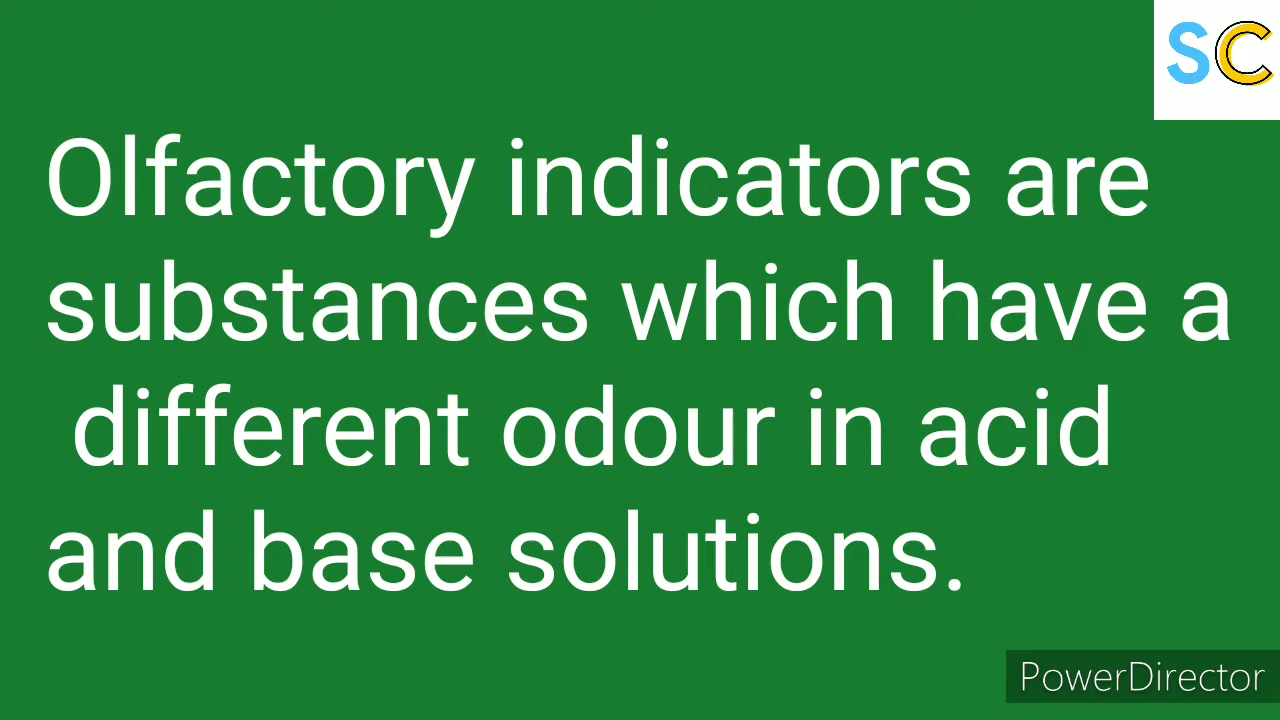 SC
Olfactory indicators are
substances which have a
different odour in acid
and base solutions.
PowerDirector